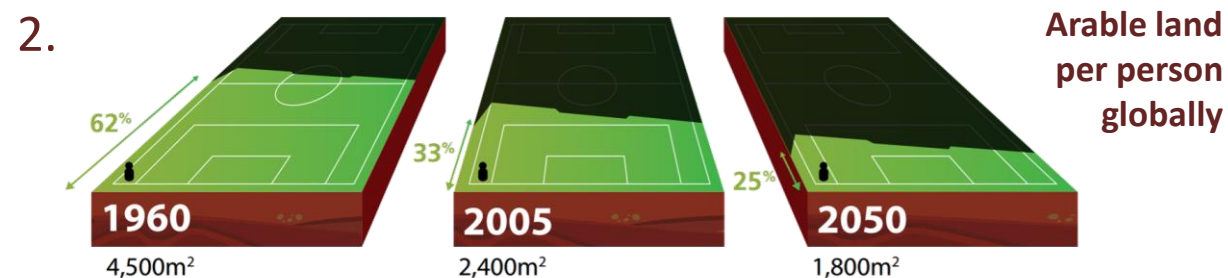 2.
Arable land
per person
globally
62%
33%
25%
1960
2005
2050
4,500m²
2,400m²
1,800m²